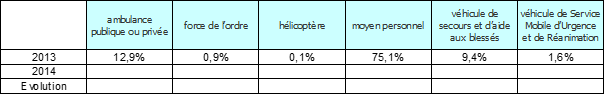 ambulance publique ou privée
force de l'ordre
hélicoptère
moyen personnel
véhicule de secours et d'aide aux blessés
véhicule de Service Mobile d'Urgence et de Réanimation
2013 12,9% 0,9% 0,1% 75,1% 9,4% 1,6%
2014
Evolution